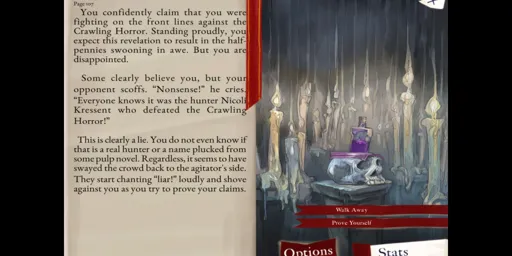 Page 107
You confidently claim that you were
fighting on the front lines against the
Crawling Horror. Standing proudly, you
expect this revelation to result in the half-
pennies swooning in awe. But you are
disappointed.
Some clearly believe you, but your
opponent scoffs. “Nonsense!” he cries.
“Everyone knows it was the hunter Nicoli
Kressent who defeated the Crawling
Horror!”
This is clearly a lie. You do not even know if
that is a real hunter or a name plucked from
some pulp novel. Regardless, it seems to have
swayed the crowd back to the agitator's side.
They start chanting “liar!” loudly and shove
against you as you try to prove your claims.
Walk Away
Prove Yourself
Options
Stats